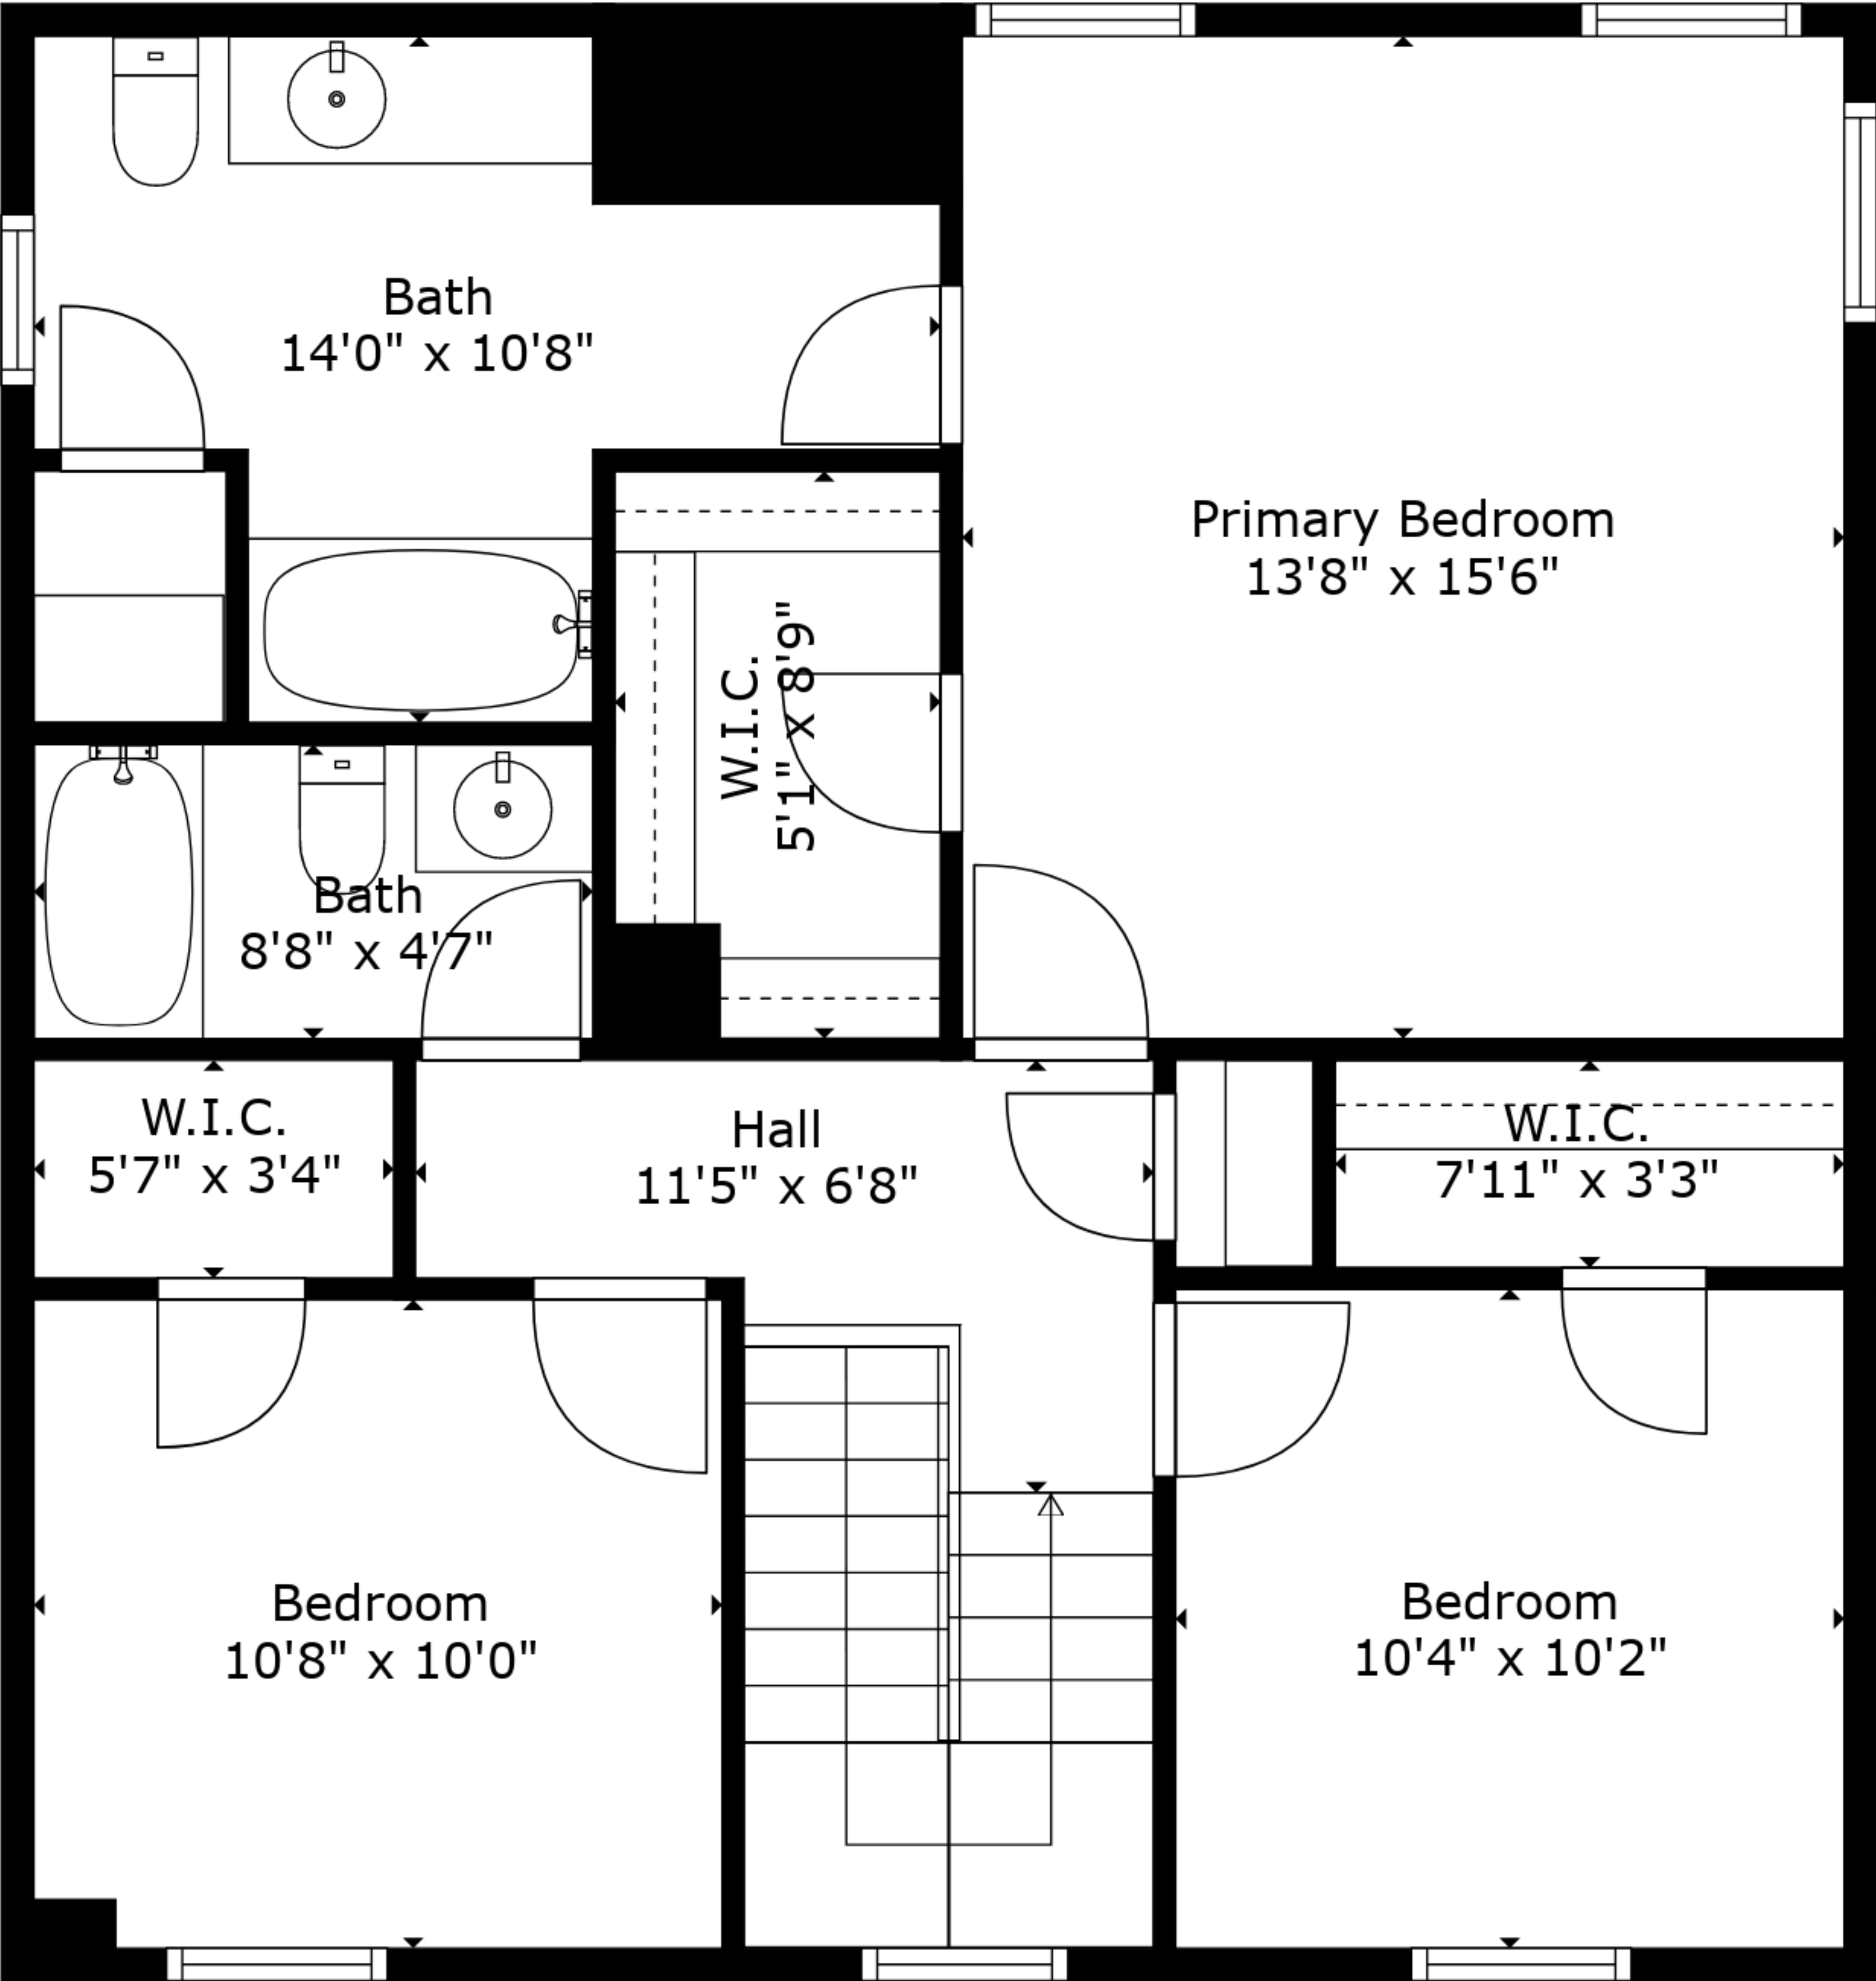 Bath
14'0" x 10'8"
Primary Bedroom
13'8" x 15'6"
W.I.C.
5'1" x 8'9"
Bath
8'8" x 4'7"
W.I.C.
5'7" x 3'4"
Hall
11'5" x 6'8"
W.I.C.
7'11" x 3'3"
Bedroom
10'8" x 10'0"
Bedroom
10'4" x 10'2"